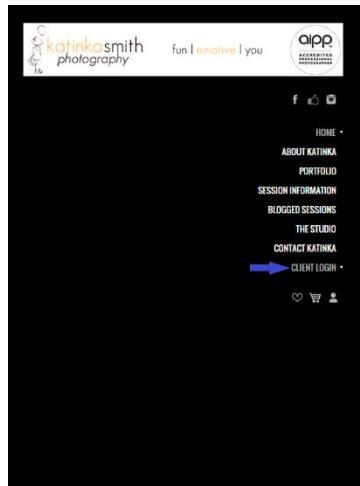 katinkasmith
photography
fun | emotive | you
aipp
ACCREDITED
PROFESSIONAL
PHOTOGRAPHER
HOME
ABOUT KATINKA
PORTFOLIO
SESSION INFORMATION
BLOGGED SESSIONS
THE STUDIO
CONTACT KATINKA
CLIENT LOGIN